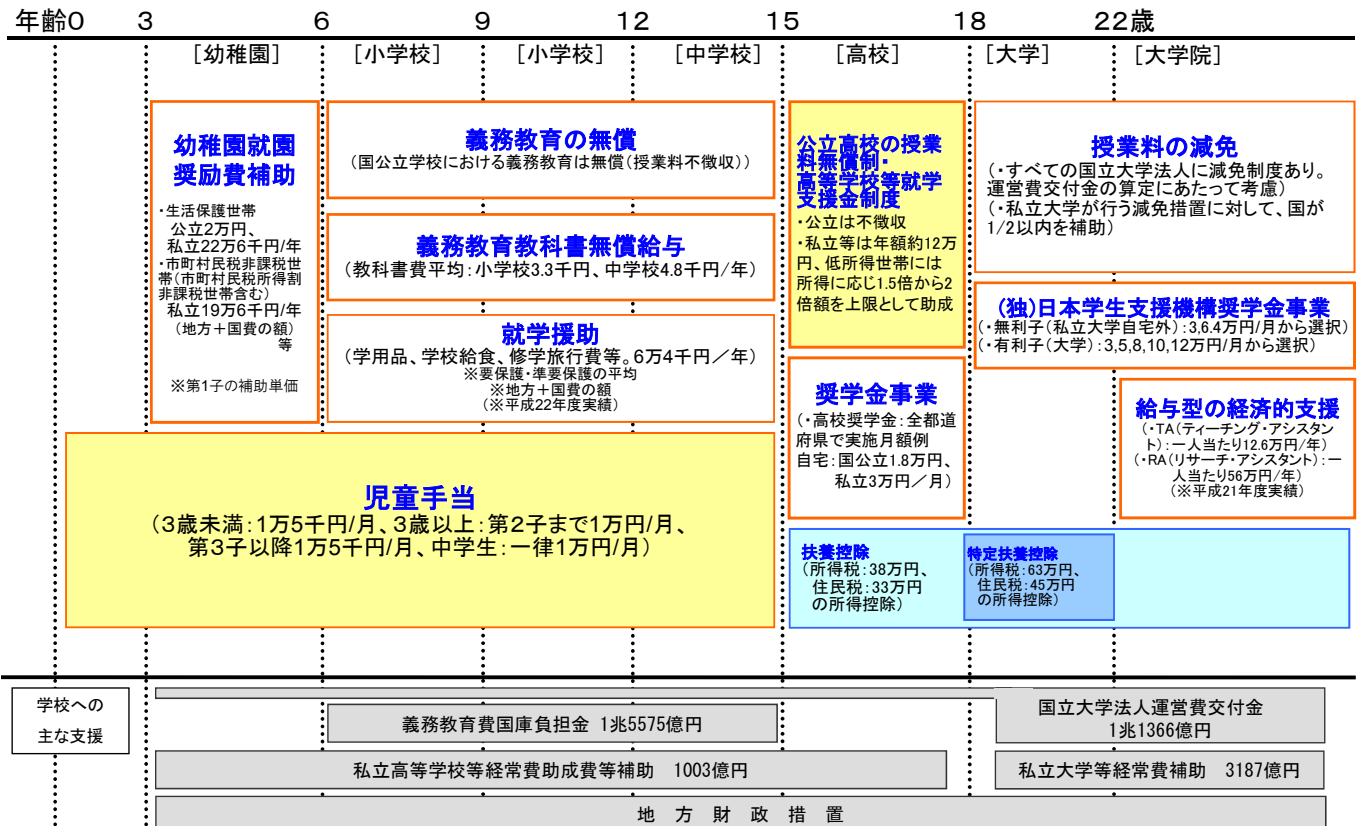 年齢0 3 6 9 12 15 18 22歳
[幼稚園] [小学校] [小学校] [中学校] [高校] [大学] [大学院]
幼稚園就園
奨励費補助
・生活保護世帯
公立2万円、
私立22万6千円/年
・市町村民税非課税世
帯(市町村民税所得割
非課税世帯含む)
私立19万6千円/年
(地方+国費の額)
等
※第1子の補助単価
義務教育の無償
(国公立学校における義務教育は無償(授業料不徴収))
義務教育教科書無償給与
(教科書費平均:小学校3.3千円、中学校4.8千円/年)
就学援助
(学用品、学校給食、修学旅行費等。6万4千円/年)
※要保護・準要保護の平均
※地方+国費の額
(※平成22年度実績)
児童手当
(3歳未満:1万5千円/月、3歳以上:第2子まで1万円/月、
第3子以降1万5千円/月、中学生:一律1万円/月)
公立高校の授業
料無償制・
高等学校等就学
支援金制度
・公立は不徴収
・私立等は年額約12万
円、低所得世帯には
所得に応じ1.5倍から2
倍額を上限として助成
奨学金事業
(・高校奨学金:全都道
府県で実施月額例
自宅:国公立1.8万円、
私立3万円/月)
授業料の減免
(・すべての国立大学法人に減免制度あり。
運営費交付金の算定にあたって考慮)
(・私立大学が行う減免措置に対して、国が
1/2以内を補助)
(独)日本学生支援機構奨学金事業
(・無利子(私立大学自宅外):3,6.4万円/月から選択)
(・有利子(大学):3,5,8,10,12万円/月から選択)
給与型の経済的支援
(・TA(ティーチング・アシスタン
ト):一人当たり12.6万円/年)
(・RA(リサーチ・アシスタント):一
人当たり56万円/年)
(※平成21年度実績)
扶養控除
(所得税:38万円、
住民税:33万円
の所得控除)
特定扶養控除
(所得税:63万円、
住民税:45万円
の所得控除)
学校への
主な支援
義務教育費国庫負担金 1兆5575億円
国立大学法人運営費交付金
1兆1366億円
私立高等学校等経常費助成費等補助 1003億円
私立大学等経常費補助 3187億円
地方財政措置